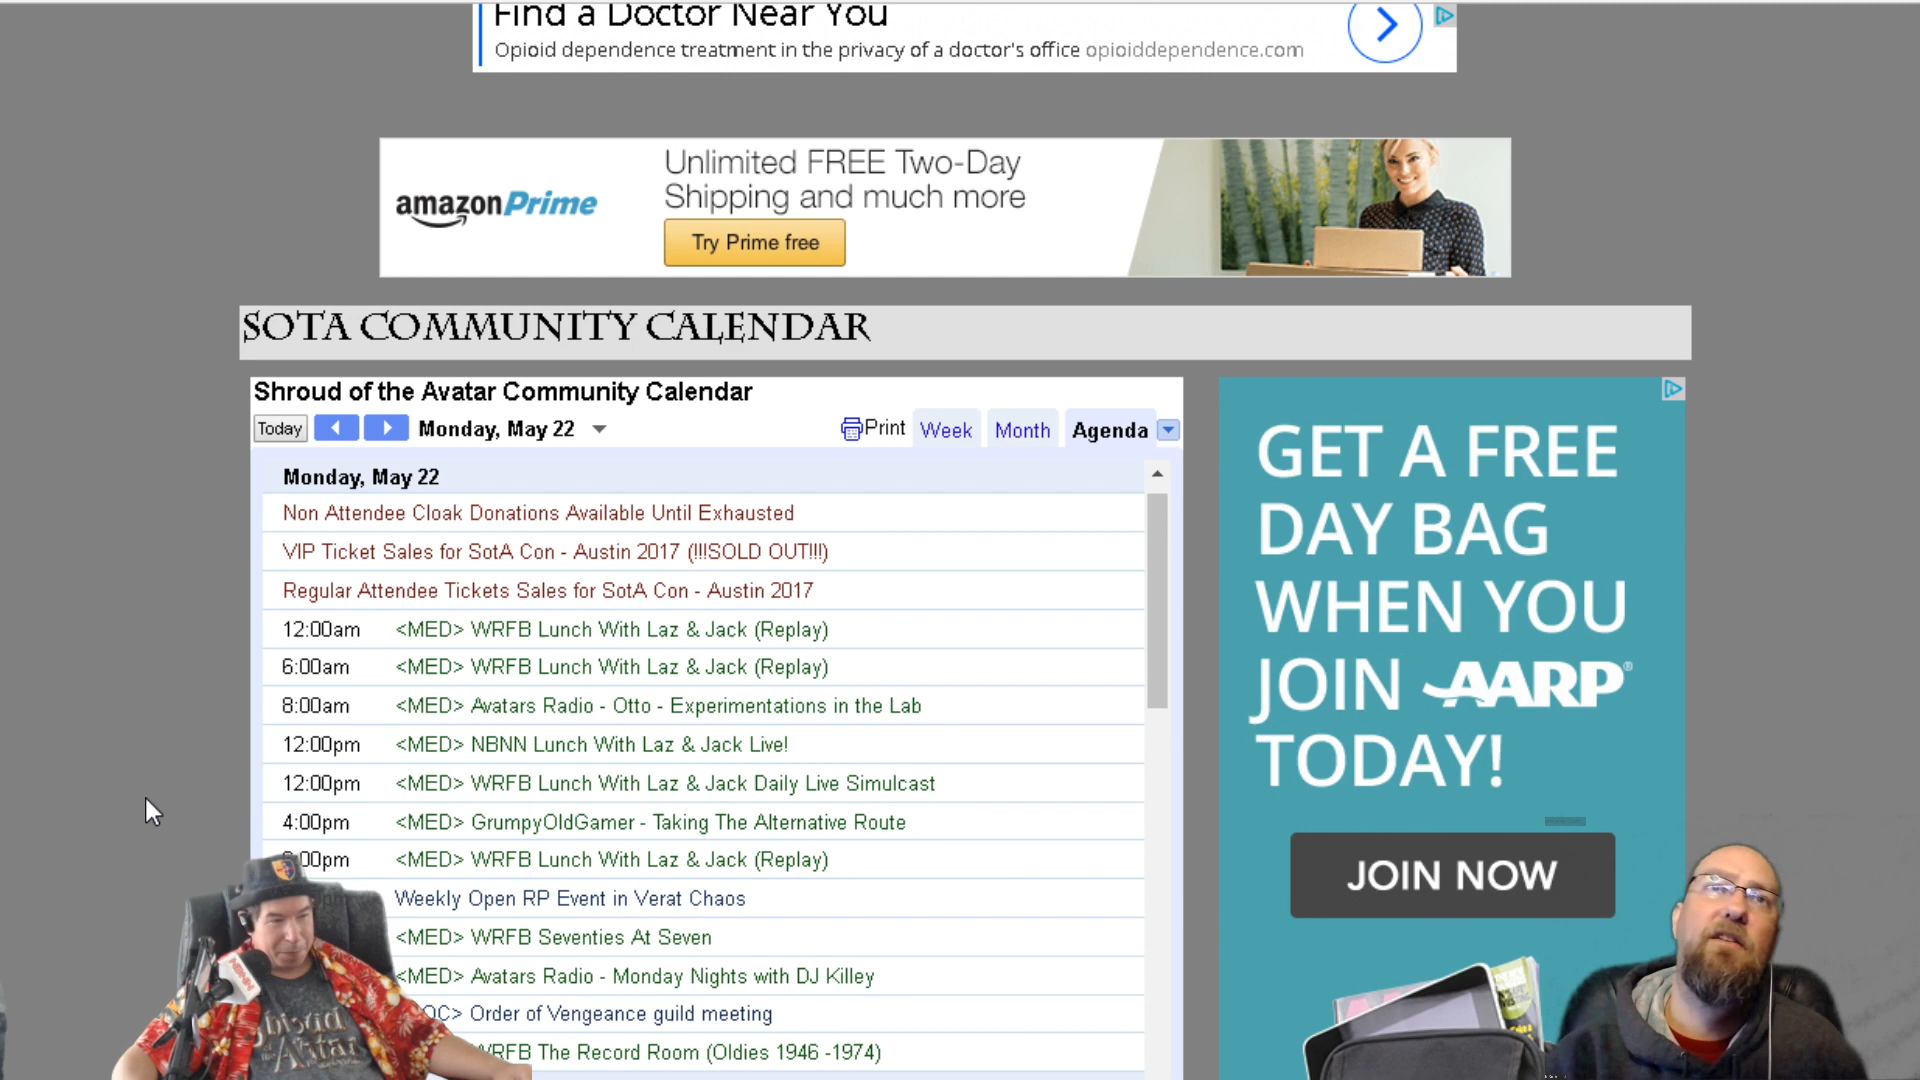 Find a Doctor Near You
Opioid dependence treatment in the privacy of a doctor's office opioiddependence.com
amazonPrime
Unlimited FREE Two-Day
Shipping and much more
Try Prime free
SOTA COMMUNITY CALENDAR
Shroud of the Avatar Community Calendar
Today Monday, May 22 Print Week Month Agenda
Monday, May 22
Non Attendee Cloak Donations Available Until Exhausted
VIP Ticket Sales for SotA Con - Austin 2017 (!!!SOLD OUT!!!)
Regular Attendee Tickets Sales for SotA Con - Austin 2017
12:00am <MED> WRFB Lunch With Laz & Jack (Replay)
6:00am <MED> WRFB Lunch With Laz & Jack (Replay)
8:00am <MED> Avatars Radio - Otto - Experimentations in the Lab
12:00pm <MED> NBNN Lunch With Laz & Jack Live!
12:00pm <MED> WRFB Lunch With Laz & Jack Daily Live Simulcast
4:00pm <MED> GrumpyOldGamer - Taking The Alternative Route
:00pm <MED> WRFB Lunch With Laz & Jack (Replay)
Weekly Open RP Event in Verat Chaos
<MED> WRFB Seventies At Seven
<MED> Avatars Radio - Monday Nights with DJ Killey
OC> Order of Vengeance guild meeting
WRFB The Record Room (Oldies 1946 -1974)
GET A FREE
DAY BAG
WHEN YOU
JOIN AARP®
TODAY!
JOIN NOW
NBNN
Avatar